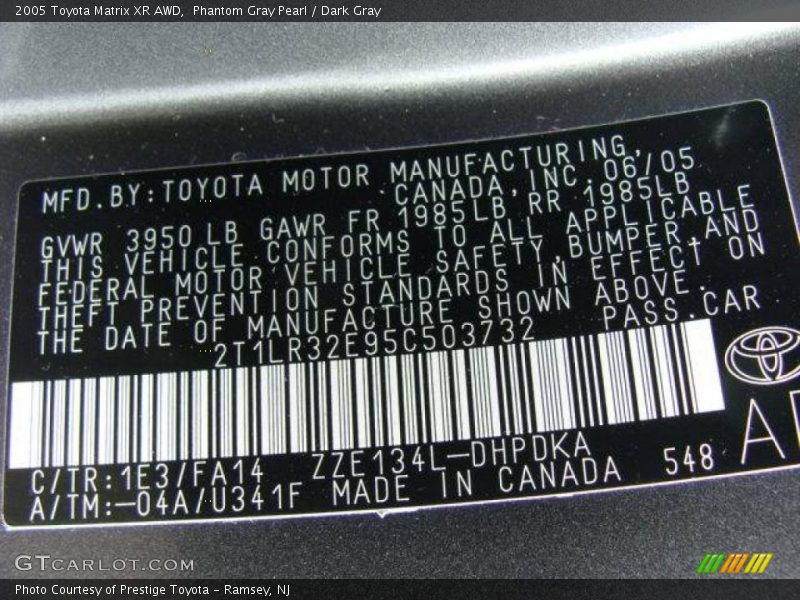 2005 Toyota Matrix XR AWD, Phantom Gray Pearl / Dark Gray
MFD.BY:TOYOTA MOTOR MANUFACTURING,
CANADA,INC 06/05
GVWR 3950 LB GAWR FR 1985LB RR 1985LB
THIS VEHICLE CONFORMS TO ALL APPLICABLE
FEDERAL MOTOR VEHICLE SAFETY,BUMPER AND
THEFT PREVENTION STANDARDS IN EFFECT ON
THE DATE OF MANUFACTURE SHOWN ABOVE.
2T1LR32E95C503732 PASS.CAR
C/TR:1E3/FA14 ZZE134L-DHPDKA
A/TM:-04A/U341F MADE IN CANADA 548
GTCARLOT.COM
Photo Courtesy of Prestige Toyota - Ramsey, NJ